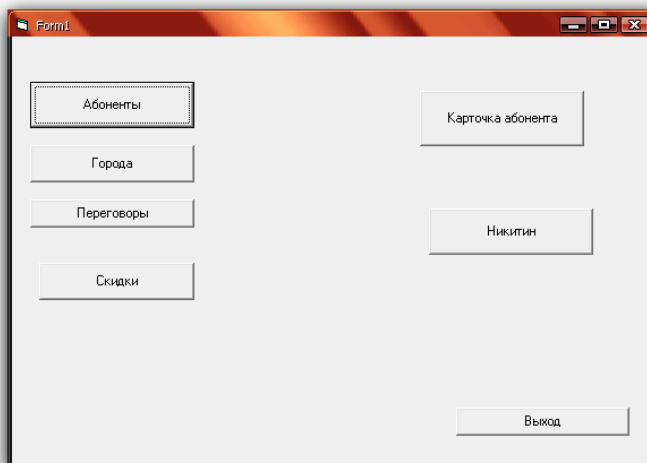 Form1
Абоненты
Карточка абонента
Города
Переговоры
Никитин
Скидки
Выход